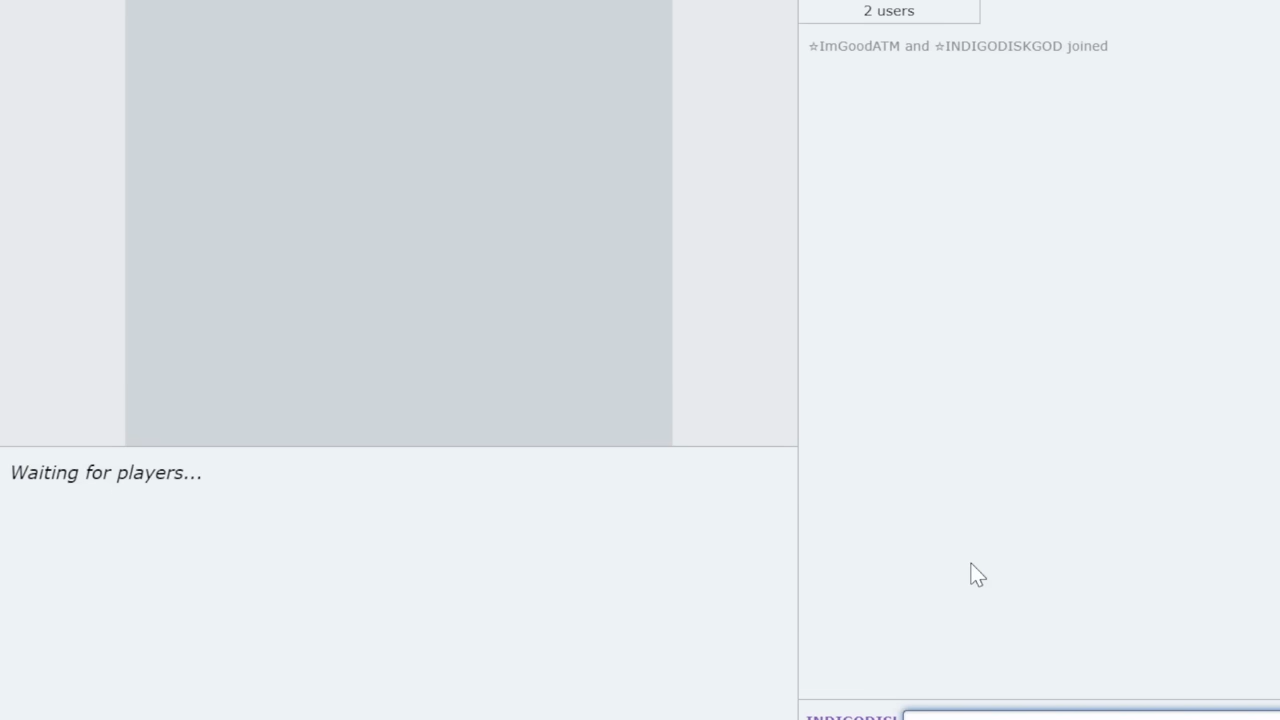 2 users
☆ImGoodATM and ☆INDIGODISKGOD joined
Waiting for players...